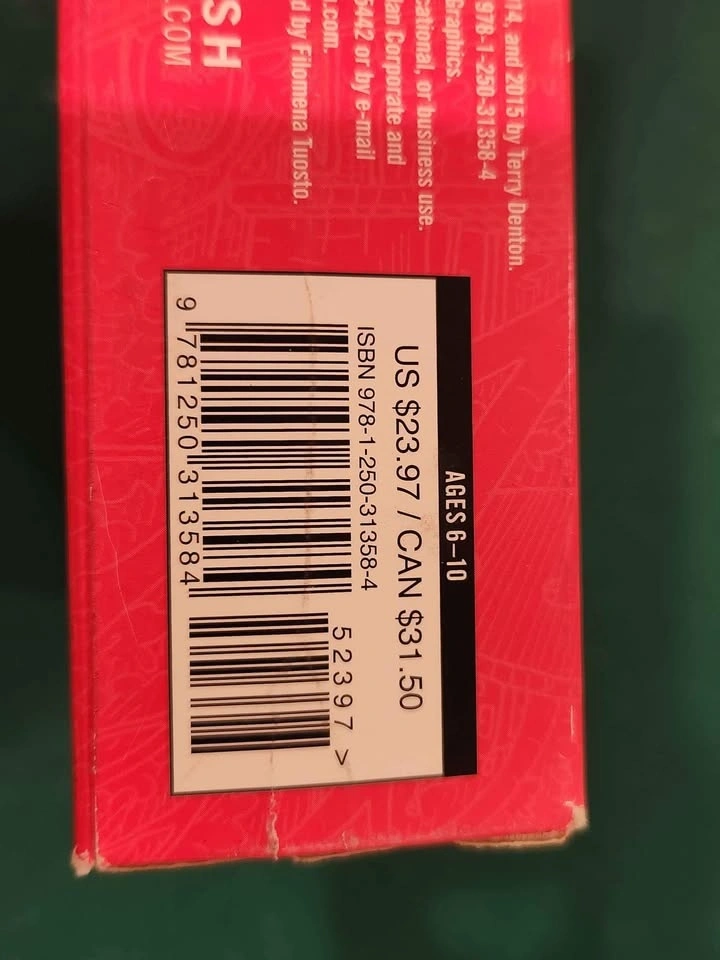 14, and 2015 by Terry Denton.
978-1-250-31358-4
Graphics.
or business use.
Corporate and
5442 or by e-mail
.com.
by Filomena Tuosto.
SH
.COM
AGES 6–10
US $23.97 / CAN $31.50
ISBN 978-1-250-31358-4
52397 >
9 781250 313584